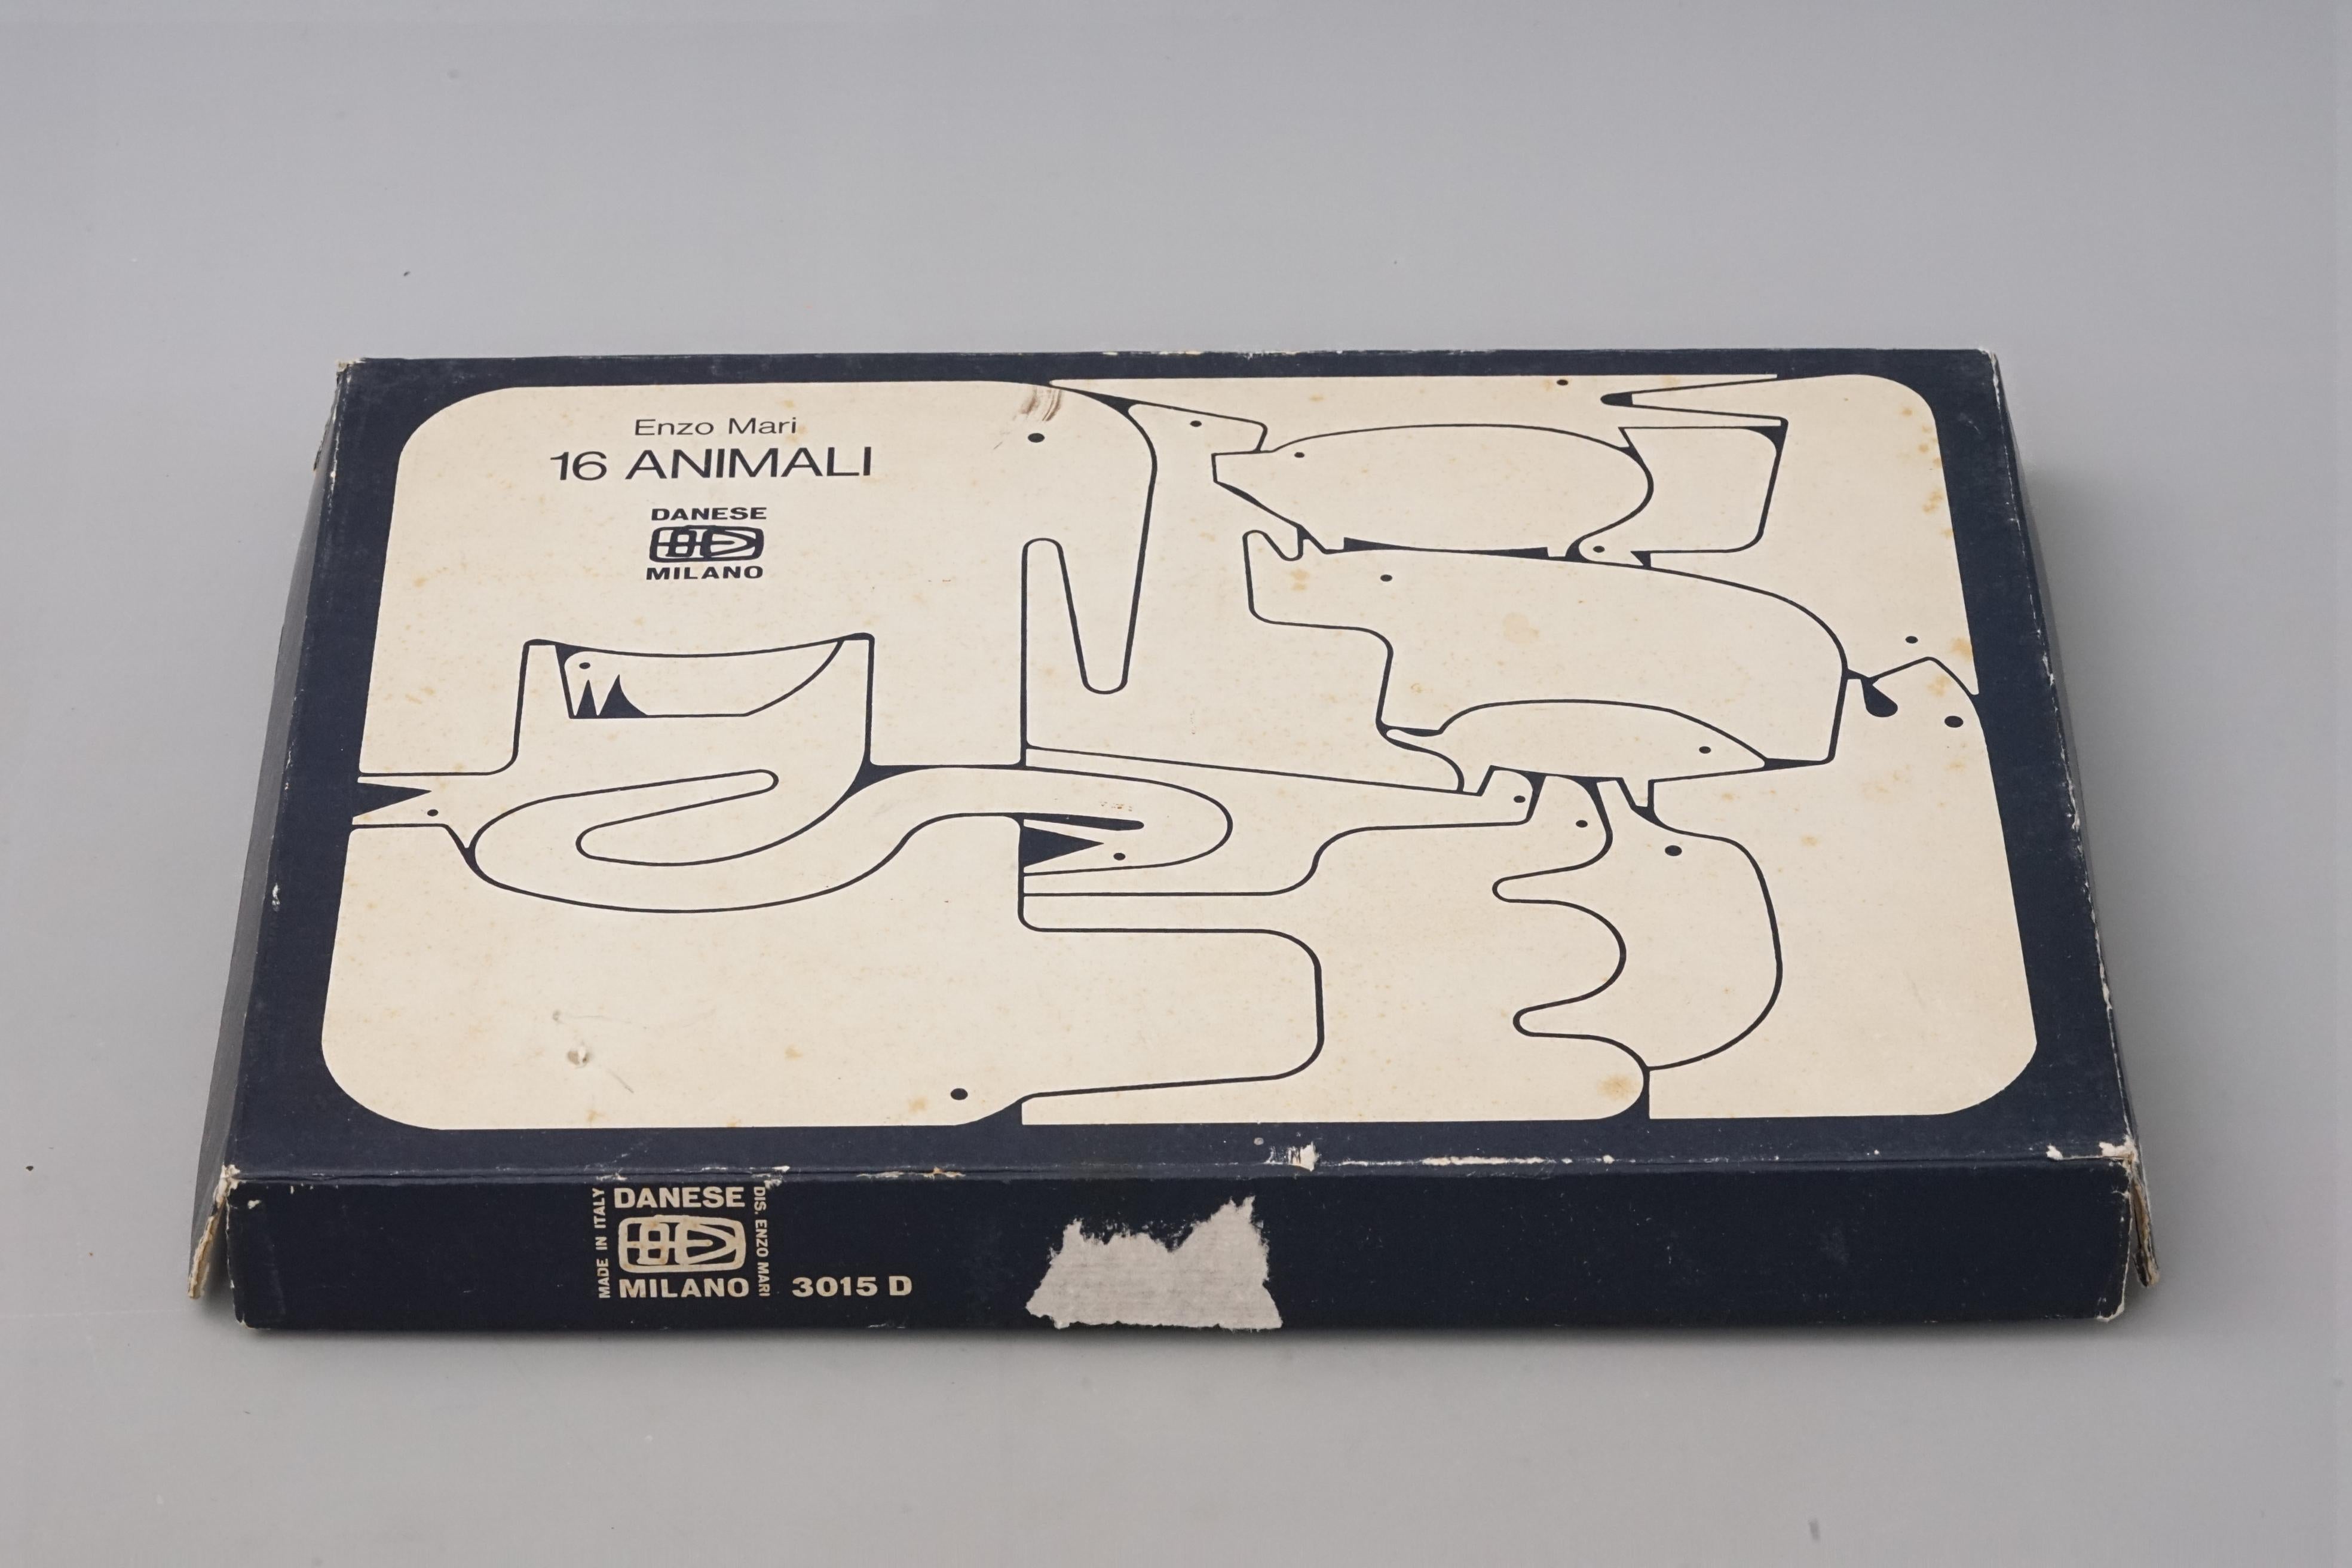 Enzo Mari
16 ANIMALI
DANESE
MILANO
MADE IN ITALY
DANESE
MILANO
DIS. ENZO MARI
3015 D